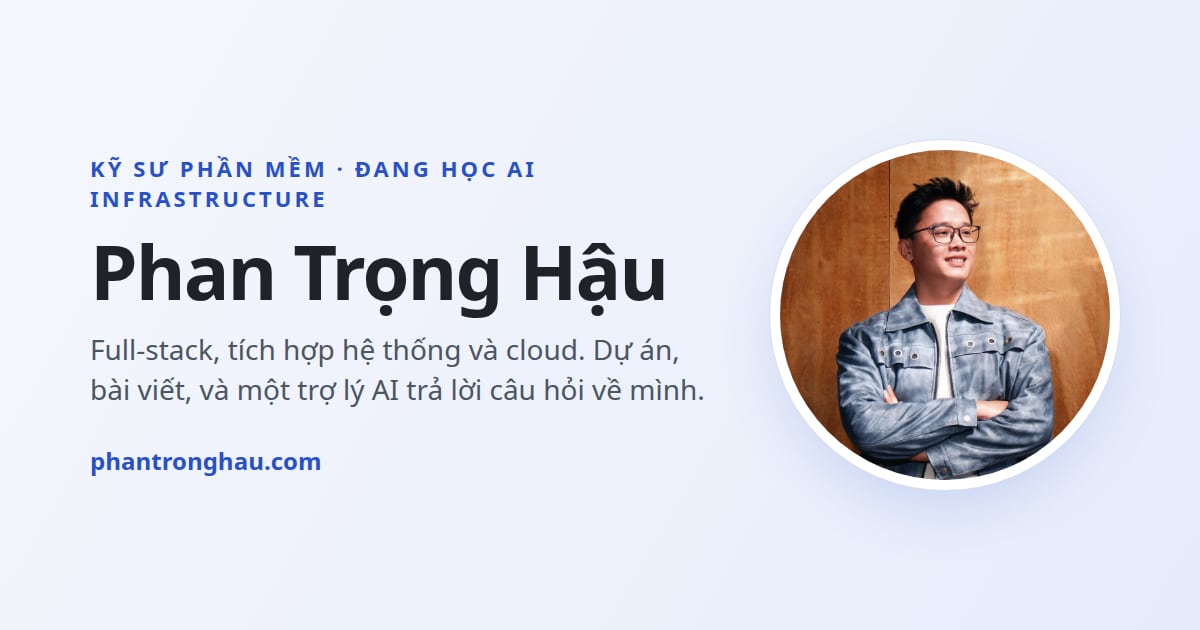 KỸ SƯ PHẦN MỀM · ĐANG HỌC AI
INFRASTRUCTURE
Phan Trọng Hậu
Full-stack, tích hợp hệ thống và cloud. Dự án,
bài viết, và một trợ lý AI trả lời câu hỏi về mình.
phantronghau.com